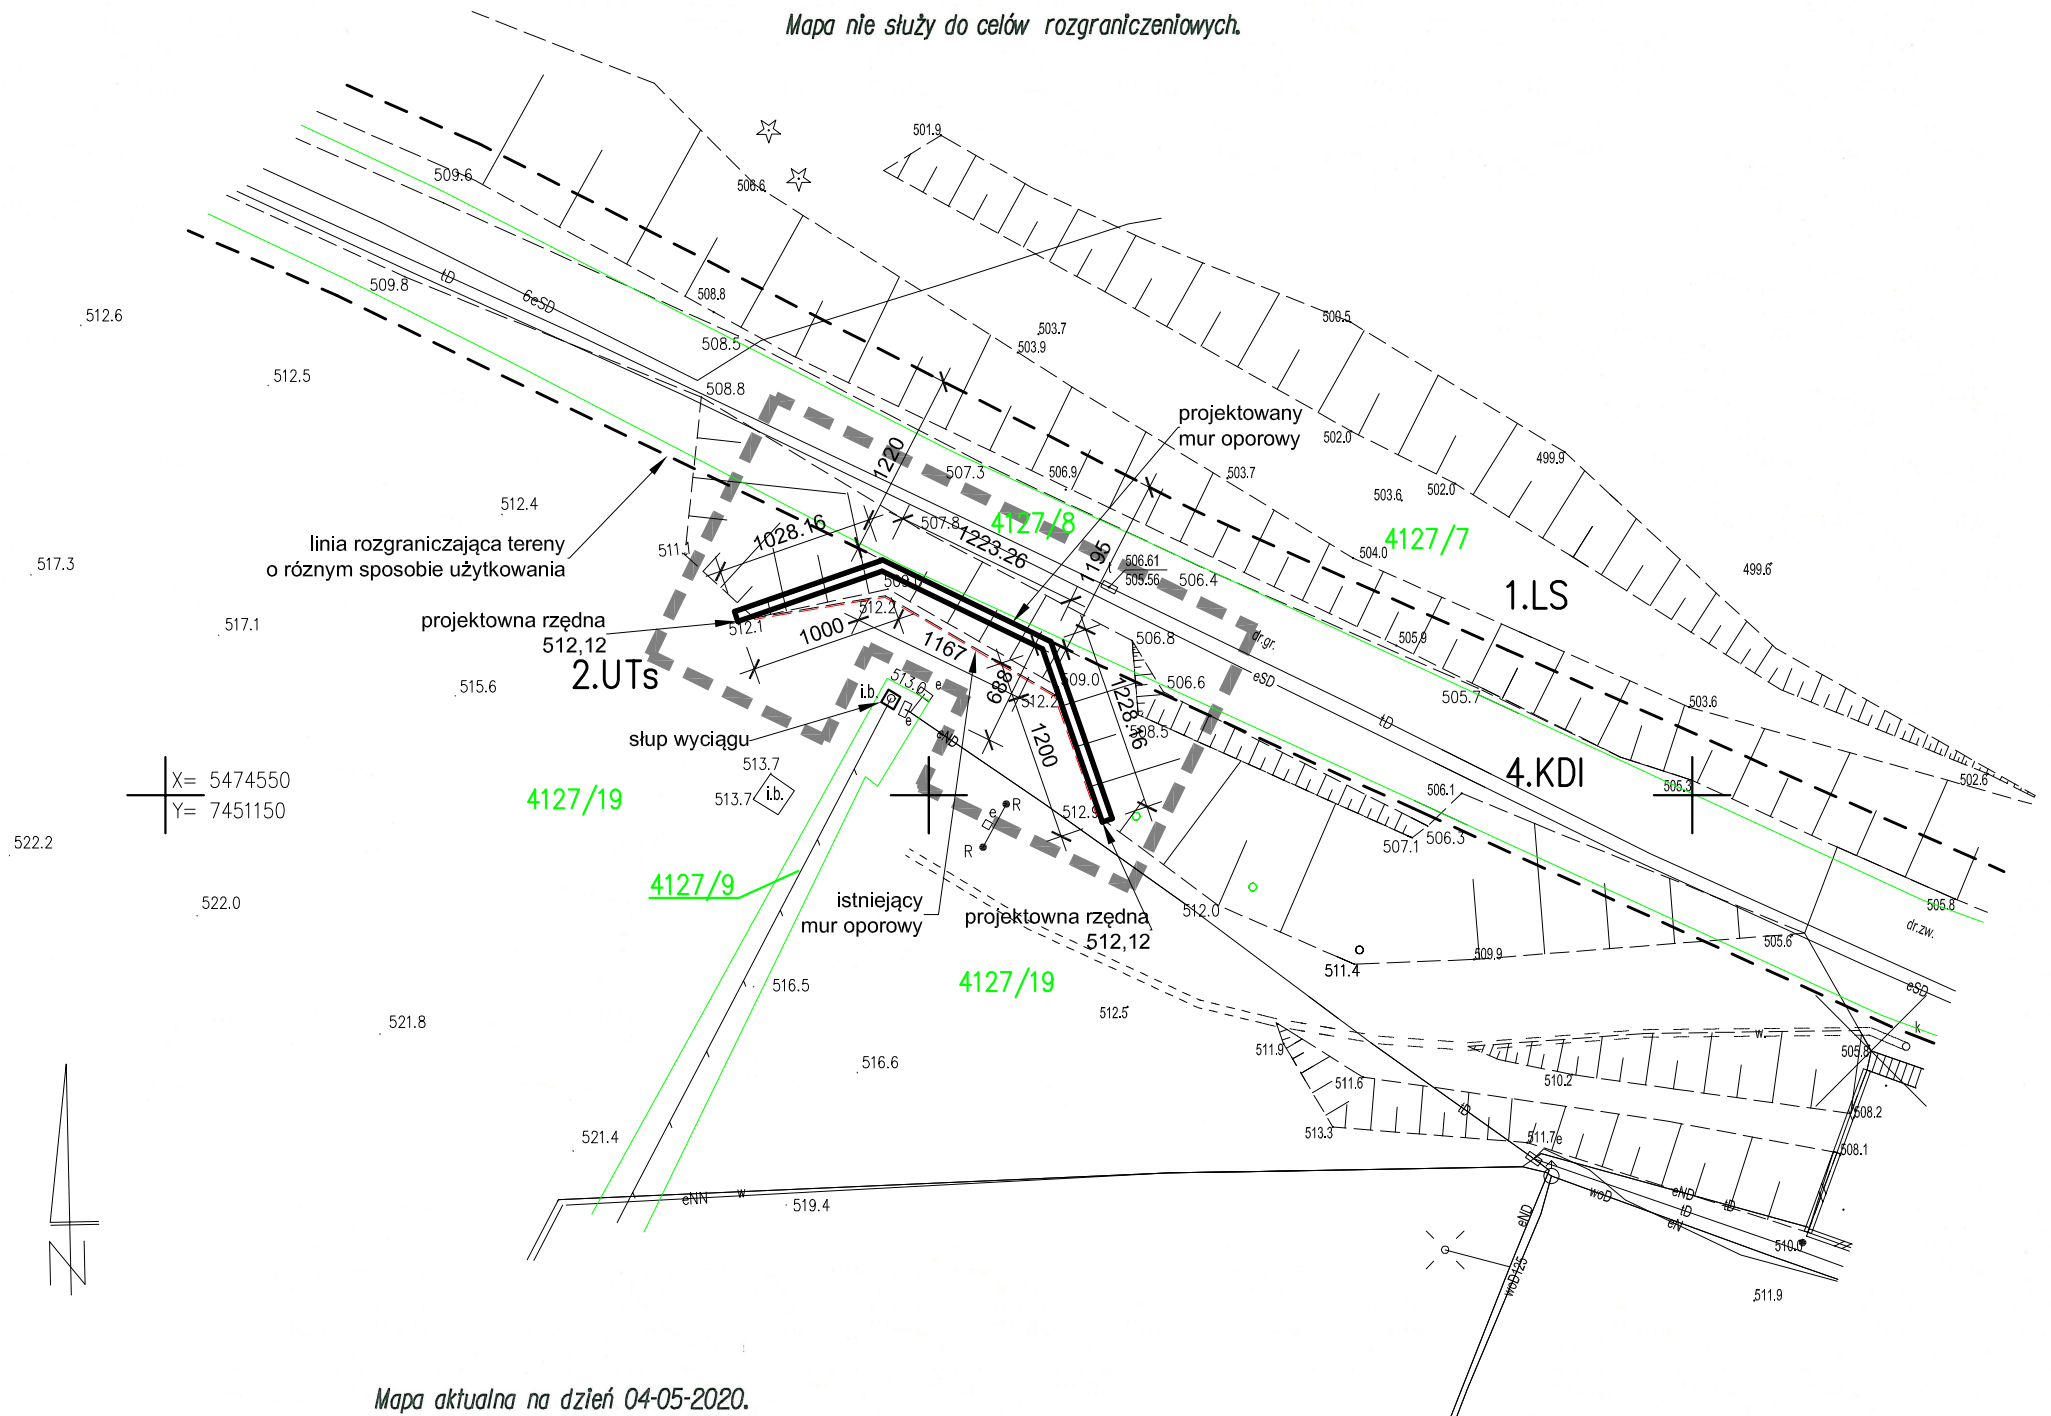 Mapa nie służy do celów rozgraniczeniowych.
501.9
509.6
506.6
509.8
tD
6eSD
508.8
512.6
500.5
503.7
503.9
508.5
512.5
508.8
projektowany
mur oporowy
502.0
1220
507.3
506.9
503.7
499.9
502.0
503.6
512.4
1028.16
507.8
4127/8
1223.26
4127/7
linia rozgraniczająca tereny
o róznym sposobie użytkowania
511.1
1195
506.61
505.56
t
506.4
504.0
517.3
499.6
1.LS
512.2
projektowna rzędna
512,12
512.1
1000
517.1
1167
506.8
dr.gr.
505.9
2.UTs
i.b.
513.6
e
e
688
509.0
512.2
506.6
eSD
505.7
503.6
515.6
1228.36
508.5
tD
słup wyciągu
eND
1200
513.7
513.7
i.b.
X= 5474550
Y= 7451150
4.KDI
505.3
502.6
4127/19
506.1
R
e
R
512.9
507.1
506.3
522.2
4127/9
522.0
istniejący
mur oporowy
projektowna rzędna
512,12
512.0
505.8
dr.zw.
505.6
509.9
511.4
4127/19
516.5
eSD
512.5
521.8
k
w.
505.8
511.9
516.6
510.2
511.6
508.2
tD
513.3
511.7e
508.1
521.4
eNN
w
519.4
woD
eND
tD
tD
eN
eND
510.0
woD125
511.9
N
Mapa aktualna na dzień 04-05-2020.